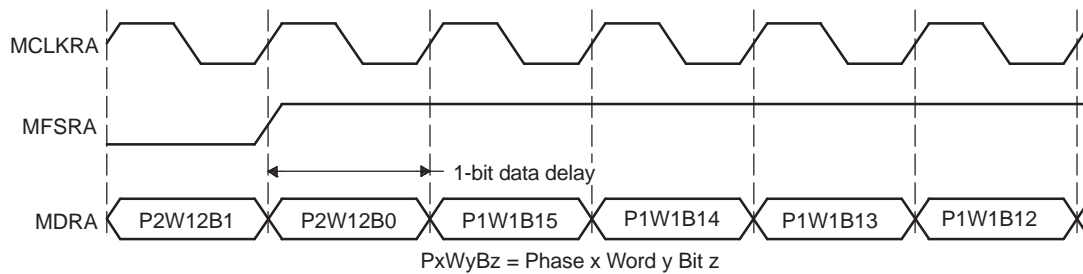 MCLKRA
MFSRA
1-bit data delay
MDRA P2W12B1 P2W12B0 P1W1B15 P1W1B14 P1W1B13 P1W1B12
PxWyBz = Phase x Word y Bit z